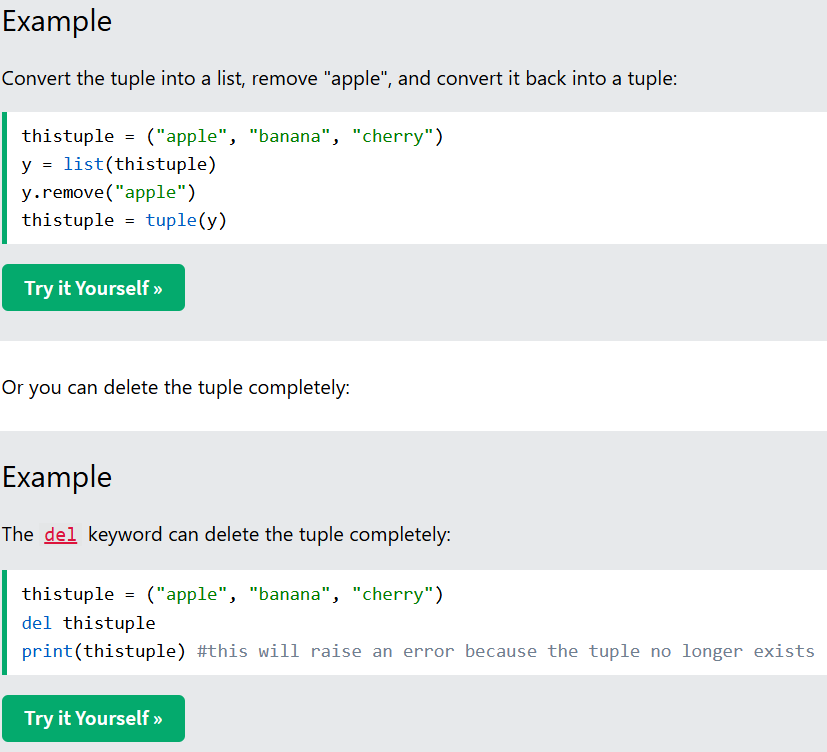 Example
Convert the tuple into a list, remove "apple", and convert it back into a tuple:
thistuple = ("apple", "banana", "cherry")
y = list(thistuple)
y.remove("apple")
thistuple = tuple(y)
Try it Yourself »
Or you can delete the tuple completely:
Example
The del keyword can delete the tuple completely:
thistuple = ("apple", "banana", "cherry")
del thistuple
print(thistuple) #this will raise an error because the tuple no longer exists
Try it Yourself »